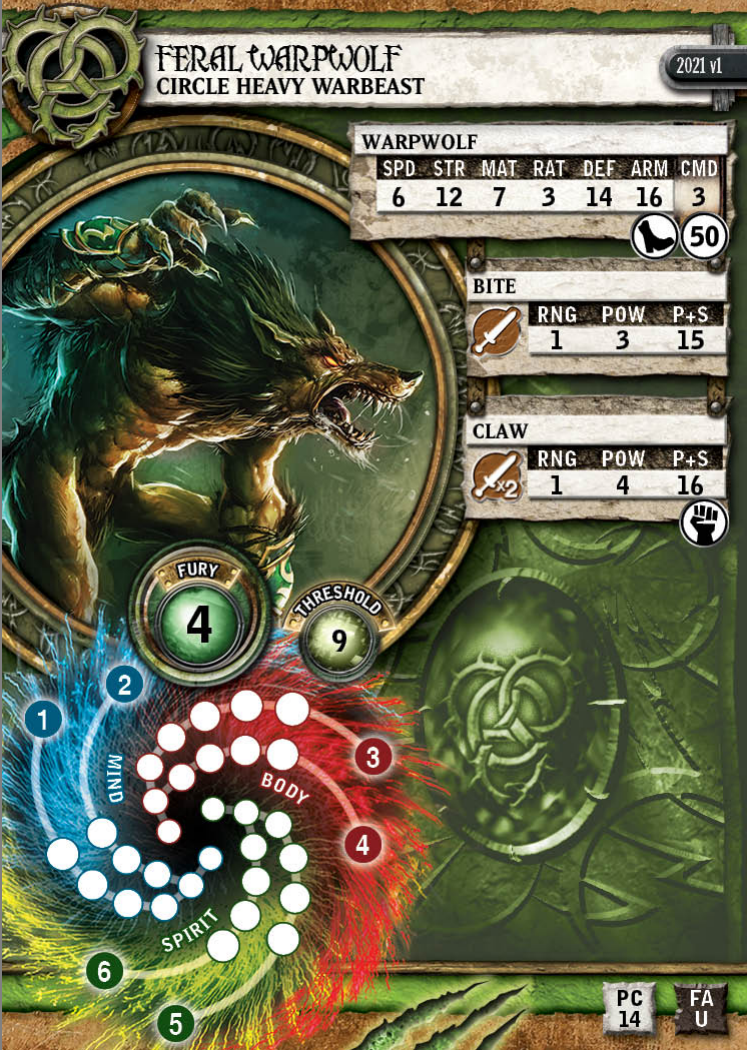 FERAL WARPWOLF
CIRCLE HEAVY WARBEAST
2021 v1
WARPWOLF
SPD STR MAT RAT DEF ARM CMD
6 12 7 3 14 16 3
50
BITE
RNG POW P+S
1 3 15
CLAW
RNG POW P+S
x2 1 4 16
FURY
4
THRESHOLD
9
1
2
MIND
BODY
3
4
SPIRIT
6
5
PC
14
FA
U